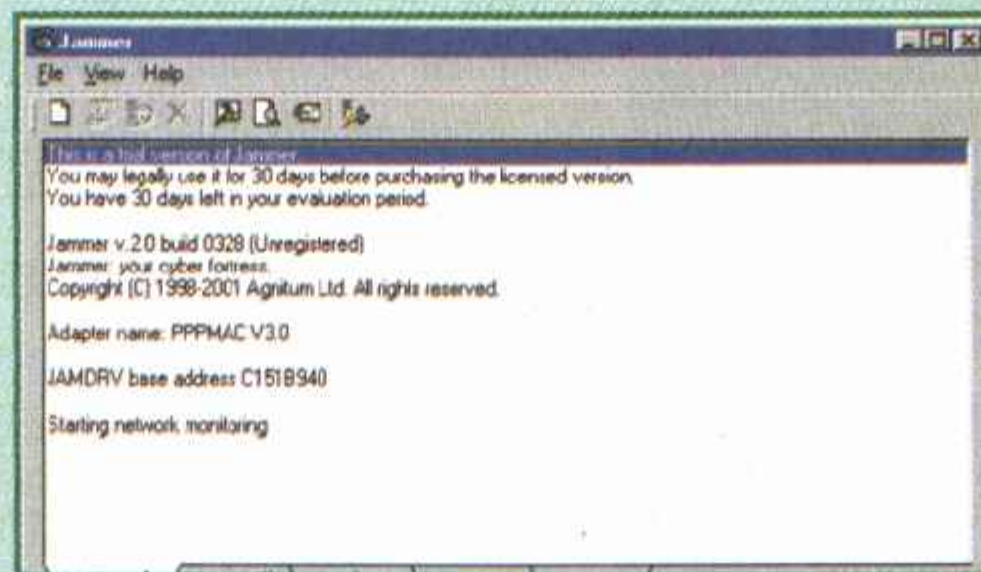 Jammer
File View Help
This is a trial version of Jammer
You may legally use it for 30 days before purchasing the licensed version.
You have 30 days left in your evaluation period.
Jammer v.2.0 build 0328 (Unregistered)
Jammer: your cyber fortress.
Copyright (C) 1998-2001 Agnitum Ltd. All rights reserved.
Adapter name: PPPMAC V3.0
JAMDRV base address C151B940
Starting network monitoring